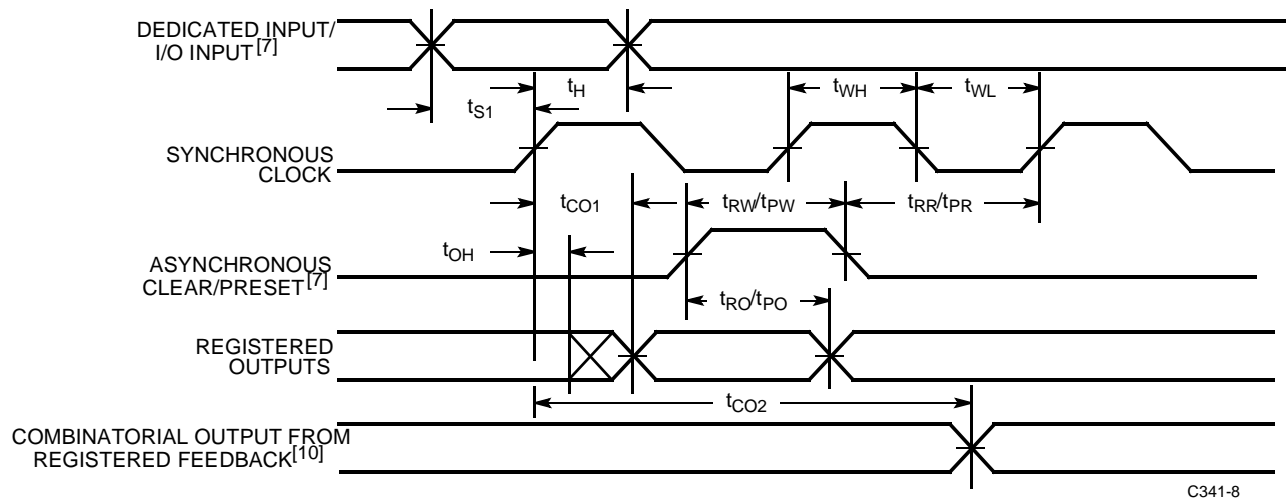 DEDICATED INPUT/
I/O INPUT[7]
tH
tWH
tWL
tS1
SYNCHRONOUS
CLOCK
tCO1
tRW/tPW
tRR/tPR
tOH
ASYNCHRONOUS
CLEAR/PRESET[7]
tRO/tPO
REGISTERED
OUTPUTS
tCO2
COMBINATORIAL OUTPUT FROM
REGISTERED FEEDBACK[10]
C341-8